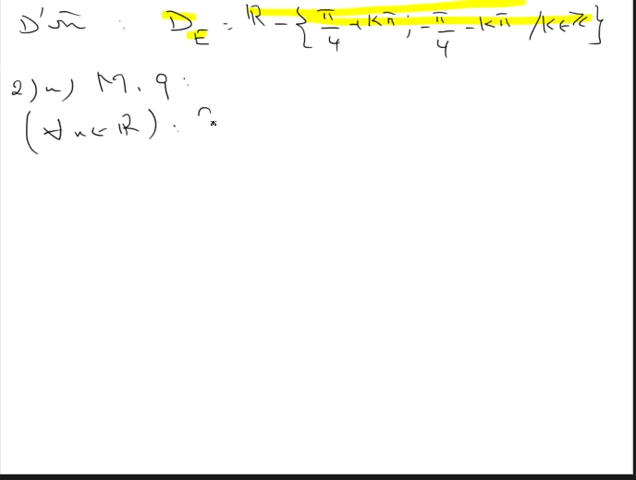 D'où : D_E = ℝ - { π/4 + kπ ; -π/4 - kπ / k∈ℤ }
2) a) M. q :
(∀ x ∈ ℝ) :